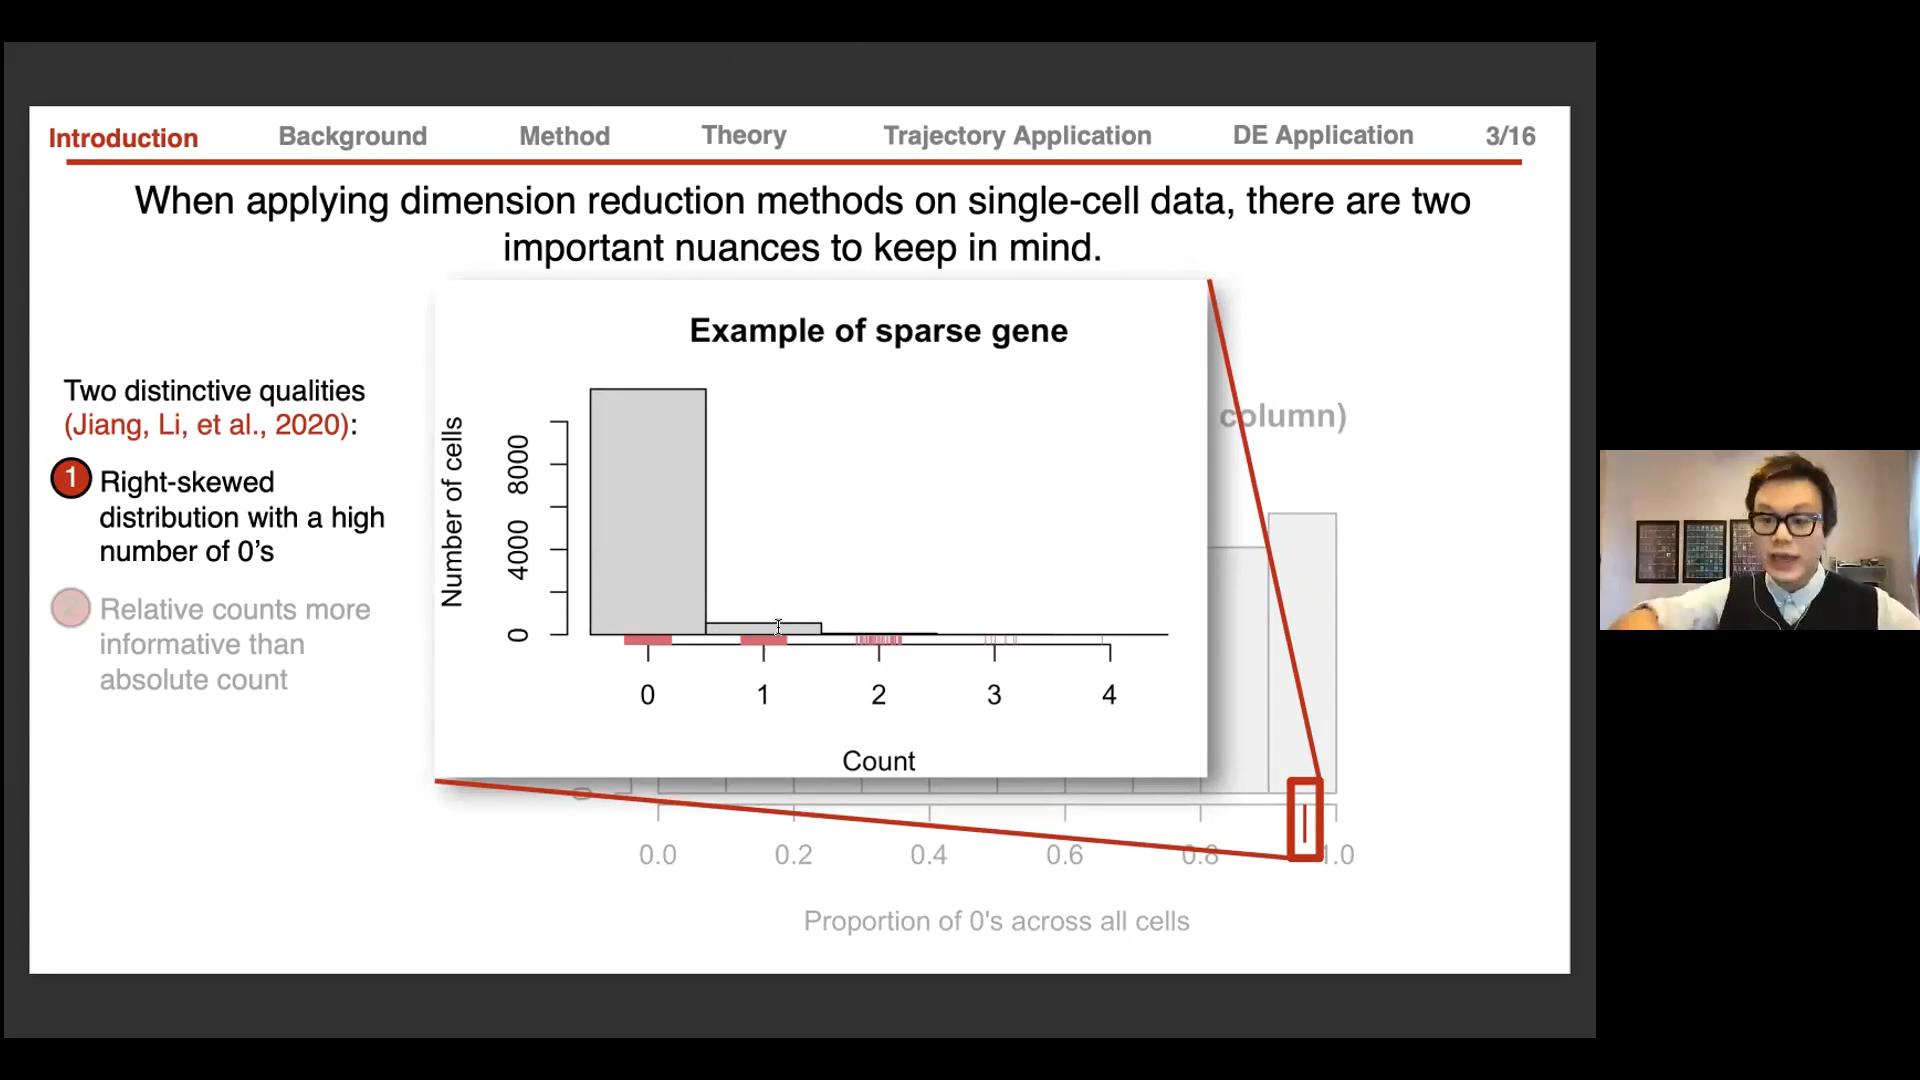 Introduction Background Method Theory Trajectory Application DE Application 3/16
When applying dimension reduction methods on single-cell data, there are two
important nuances to keep in mind.
Two distinctive qualities
(Jiang, Li, et al., 2020):
1 Right-skewed
distribution with a high
number of 0's
2 Relative counts more
informative than
absolute count
Example of sparse gene
column)
Number of cells
8000
4000
0
0 1 2 3 4
Count
0
0.0 0.2 0.4 0.6 0.8 1.0
Proportion of 0's across all cells